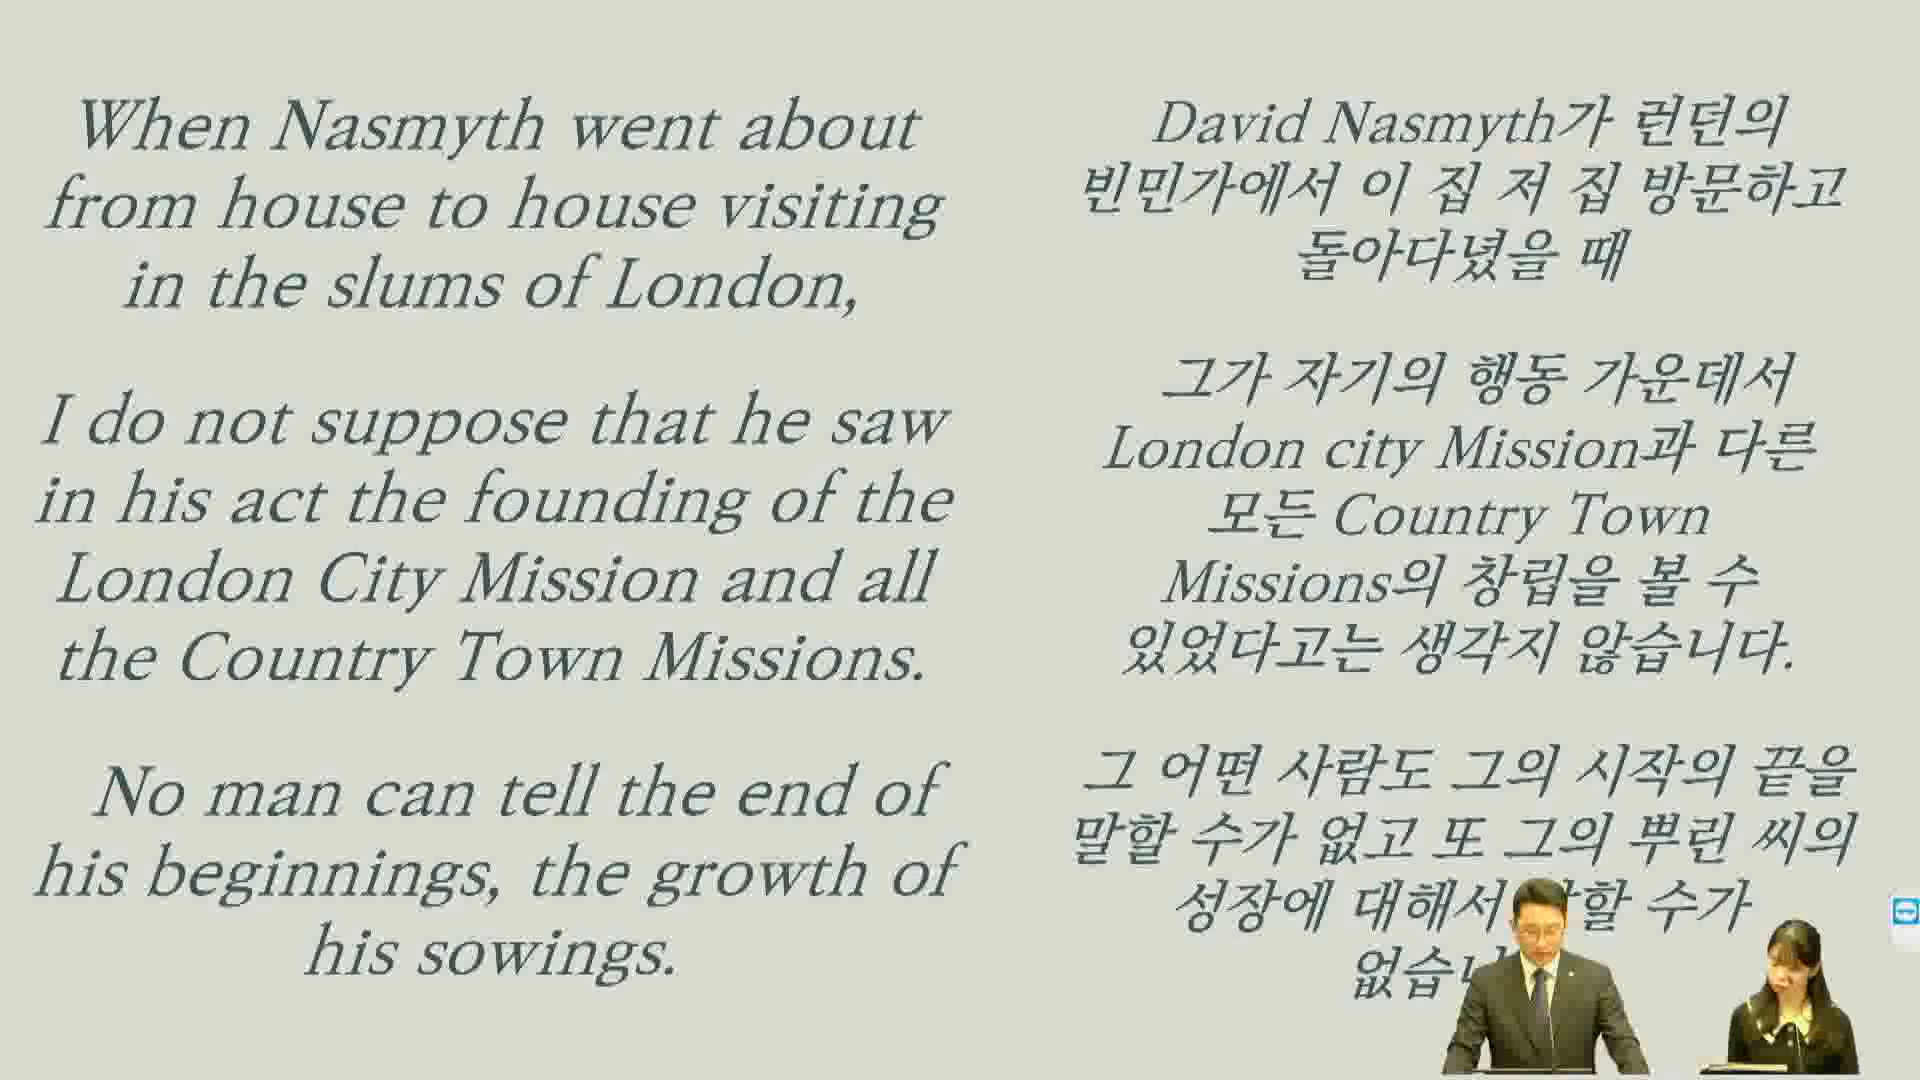 When Nasmyth went about
from house to house visiting
in the slums of London,
I do not suppose that he saw
in his act the founding of the
London City Mission and all
the Country Town Missions.
No man can tell the end of
his beginnings, the growth of
his sowings.
David Nasmyth가 런던의
빈민가에서 이 집 저 집 방문하고
돌아다녔을 때
그가 자기의 행동 가운데서
London city Mission과 다른
모든 Country Town
Missions의 창립을 볼 수
있었다고는 생각지 않습니다.
그 어떤 사람도 그의 시작의 끝을
말할 수가 없고 또 그의 뿌린 씨의
성장에 대해서 수가